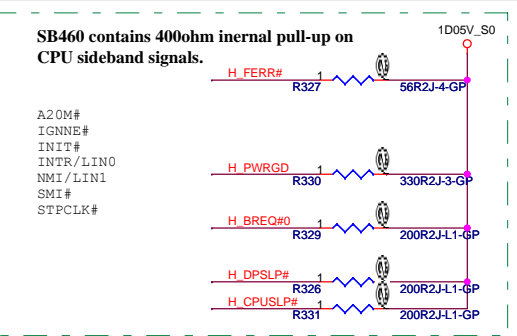 SB460 contains 400ohm inernal pull-up on
CPU sideband signals.
1D05V_S0
H_FERR# 1
R327 56R2J-4-GP
A20M#
IGNNE#
INIT#
INTR/LIN0
NMI/LIN1
SMI#
STPCLK#
H_PWRGD 1
R330 330R2J-3-GP
H_BREQ#0 1
R329 200R2J-L1-GP
H_DPSLP# 1
R326 200R2J-L1-GP
H_CPUSLP# 1
R331 200R2J-L1-GP